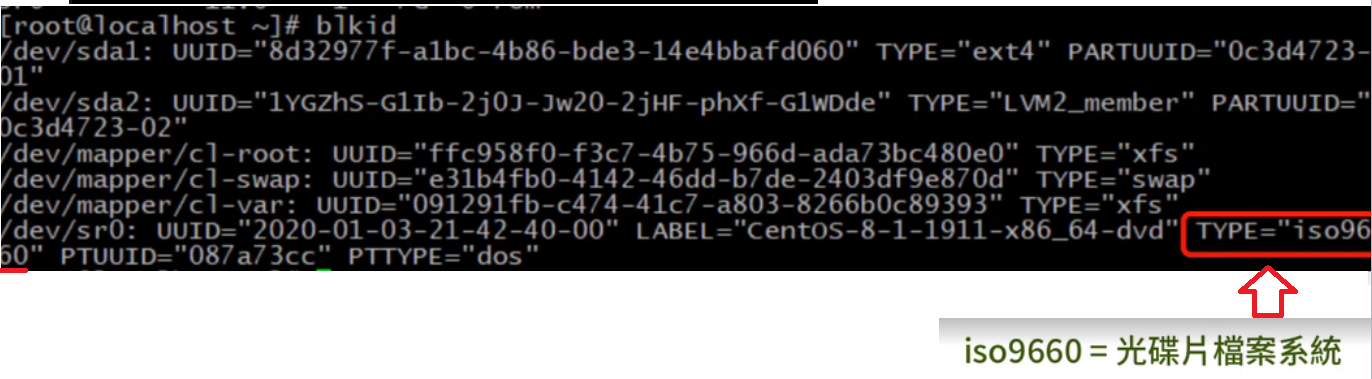 [root@localhost ~]# blkid
/dev/sda1: UUID="8d32977f-a1bc-4b86-bde3-14e4bbafd060" TYPE="ext4" PARTUUID="0c3d4723-
01"
/dev/sda2: UUID="1YGZhS-G1Ib-2j0J-Jw20-2jHF-phXf-G1WDde" TYPE="LVM2_member" PARTUUID="
0c3d4723-02"
/dev/mapper/cl-root: UUID="ffc958f0-f3c7-4b75-966d-ada73bc480e0" TYPE="xfs"
/dev/mapper/cl-swap: UUID="e31b4fb0-4142-46dd-b7de-2403df9e870d" TYPE="swap"
/dev/mapper/cl-var: UUID="091291fb-c474-41c7-a803-8266b0c89393" TYPE="xfs"
/dev/sr0: UUID="2020-01-03-21-42-40-00" LABEL="CentOS-8-1-1911-x86_64-dvd" TYPE="iso96
60" PTUUID="087a73cc" PTTYPE="dos"
iso9660 = 光碟片檔案系統